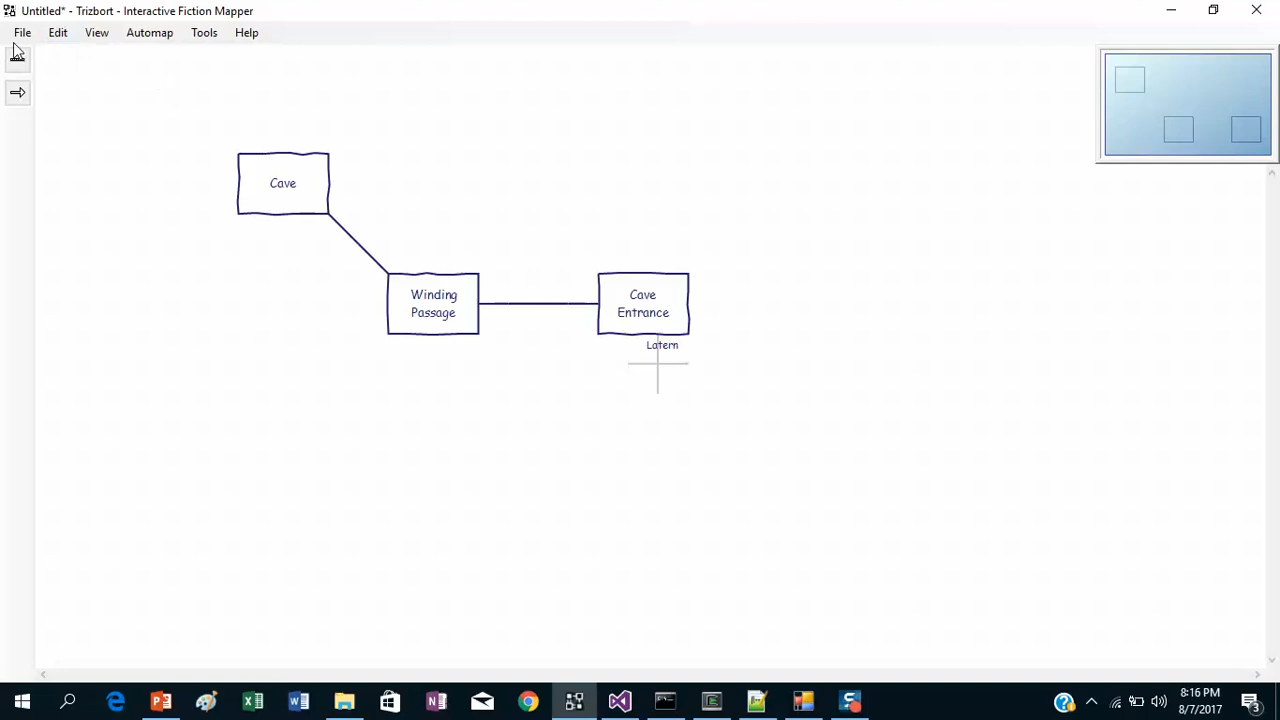 Untitled* - Trizbort - Interactive Fiction Mapper
File Edit View Automap Tools Help
Cave
Winding
Passage
Cave
Entrance
Latern
8:16 PM
8/7/2017
3